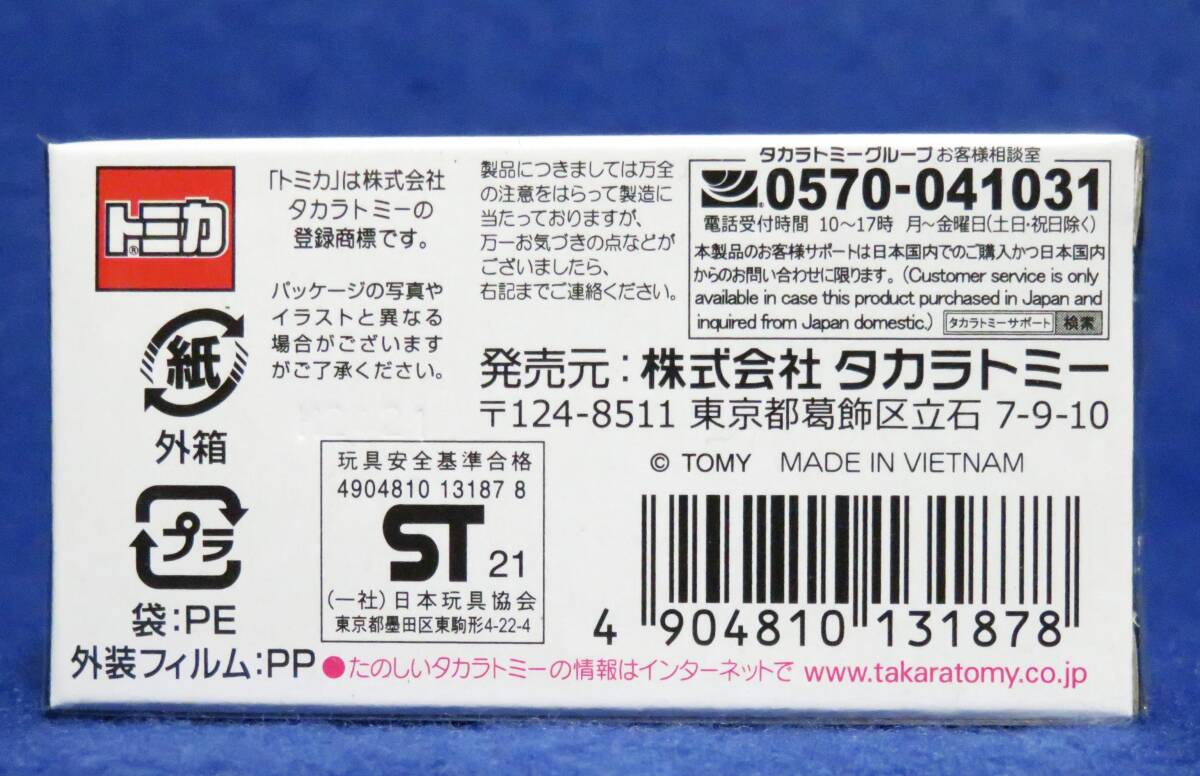 トミカ®
「トミカ」は株式会社
タカラトミーの
登録商標です。
パッケージの写真や
イラストと異なる
場合がございます
がご了承ください。
製品につきましては万全
の注意をはらって製造に
当たっておりますが、
万一お気づきの点などが
ございましたら、
右記までご連絡ください。
タカラトミーグループ お客様相談室
0570-041031
電話受付時間 10〜17時 月〜金曜日(土日・祝日除く)
本製品のお客様サポートは日本国内でのご購入かつ日本国内
からのお問い合わせに限ります。(Customer service is only
available in case this product purchased in Japan and
inquired from Japan domestic.) タカラトミーサポート 検索
発売元:株式会社 タカラトミー
〒124-8511 東京都葛飾区立石 7-9-10
© TOMY MADE IN VIETNAM
紙
外箱
プラ
袋:PE
外装フィルム:PP
玩具安全基準合格
4904810 13187 8
ST 21
(一社)日本玩具協会
東京都墨田区東駒形4-22-4
4 904810 131878
●たのしいタカラトミーの情報はインターネットで www.takaratomy.co.jp